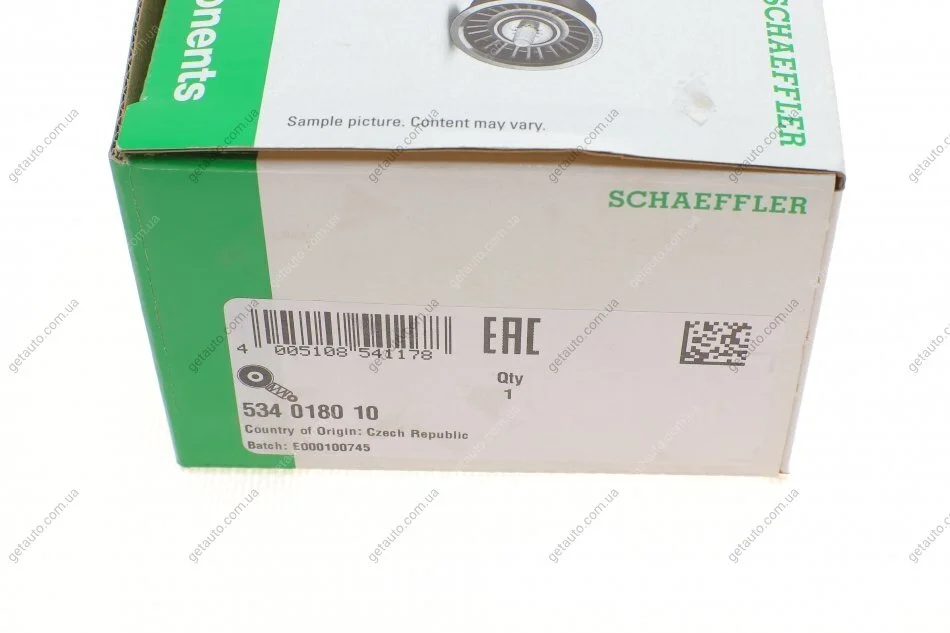 onents
SCHAEFFLER
Sample picture. Content may vary.
SCHAEFFLER
4 005108 541178
EAC
Qty
1
534 0180 10
Country of Origin: Czech Republic
Batch: E000100745
getauto.com.ua